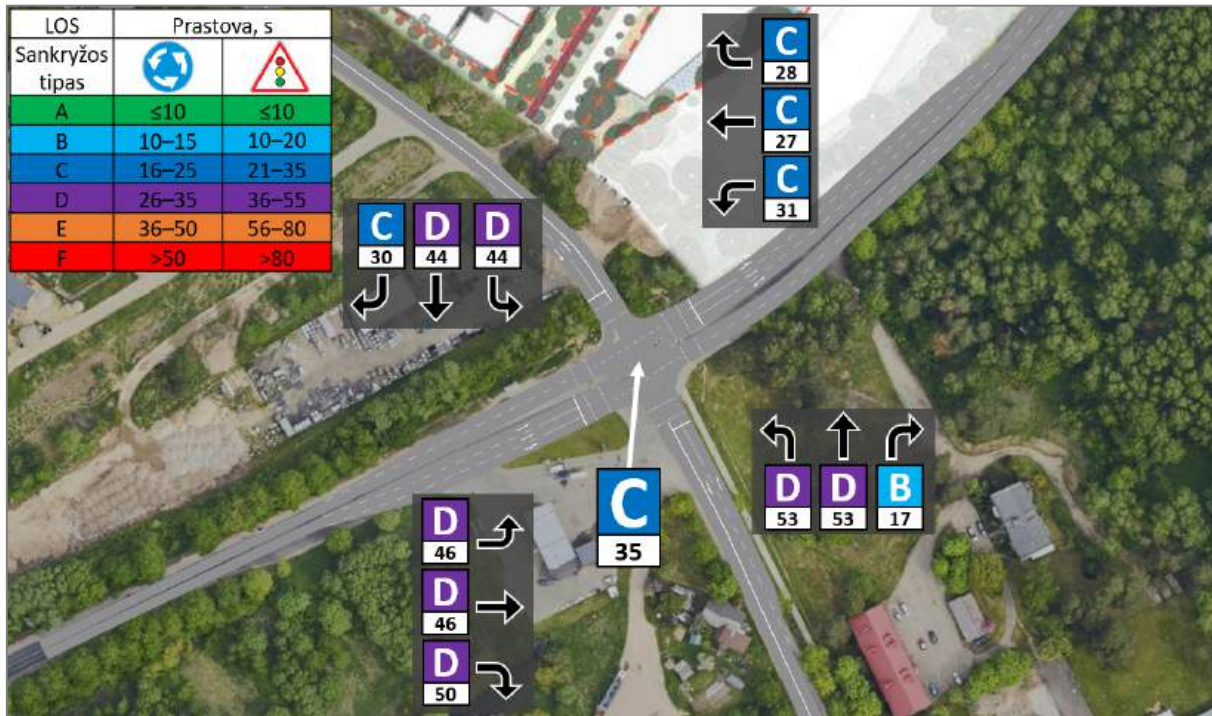 LOS Prastova, s
Sankryžos tipas
A ≤10 ≤10
B 10–15 10–20
C 16–25 21–35
D 26–35 36–55
E 36–50 56–80
F >50 >80
C
28
C
27
C
31
C D D
30 44 44
D D B
53 53 17
C
35
D
46
D
46
D
50